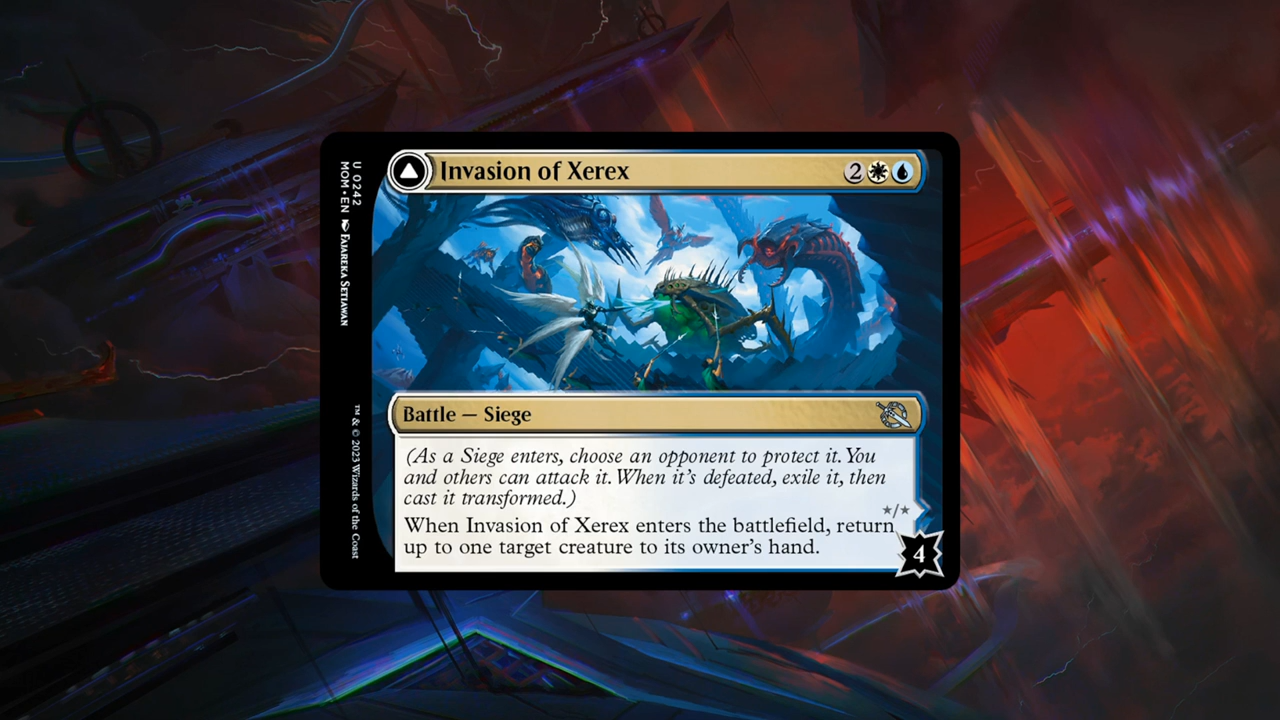 Invasion of Xerex
2
Battle — Siege
(As a Siege enters, choose an opponent to protect it. You
and others can attack it. When it's defeated, exile it, then
cast it transformed.)
*/*
When Invasion of Xerex enters the battlefield, return
up to one target creature to its owner's hand.
4
U 0242
MOM • EN Fajareka Setiawan
™ & © 2023 Wizards of the Coast